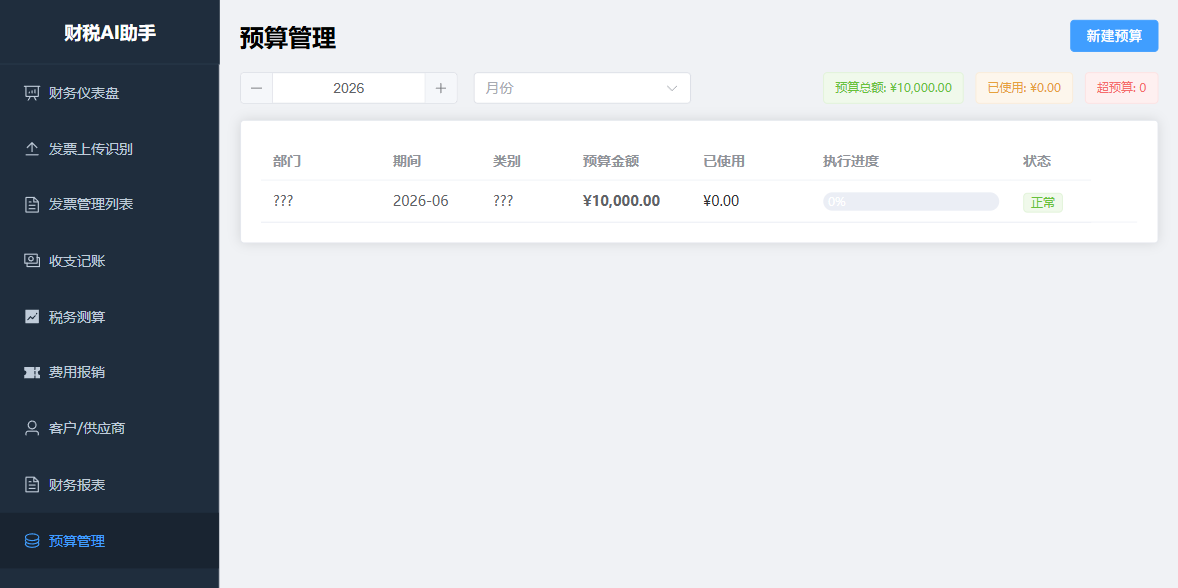 财税AI助手
财务仪表盘
发票上传识别
发票管理列表
收支记账
税务测算
费用报销
客户/供应商
财务报表
预算管理
预算管理
新建预算
2026
月份
预算总额: ¥10,000.00
已使用: ¥0.00
超预算: 0
部门 期间 类别 预算金额 已使用 执行进度 状态
??? 2026-06 ??? ¥10,000.00 ¥0.00 0% 正常